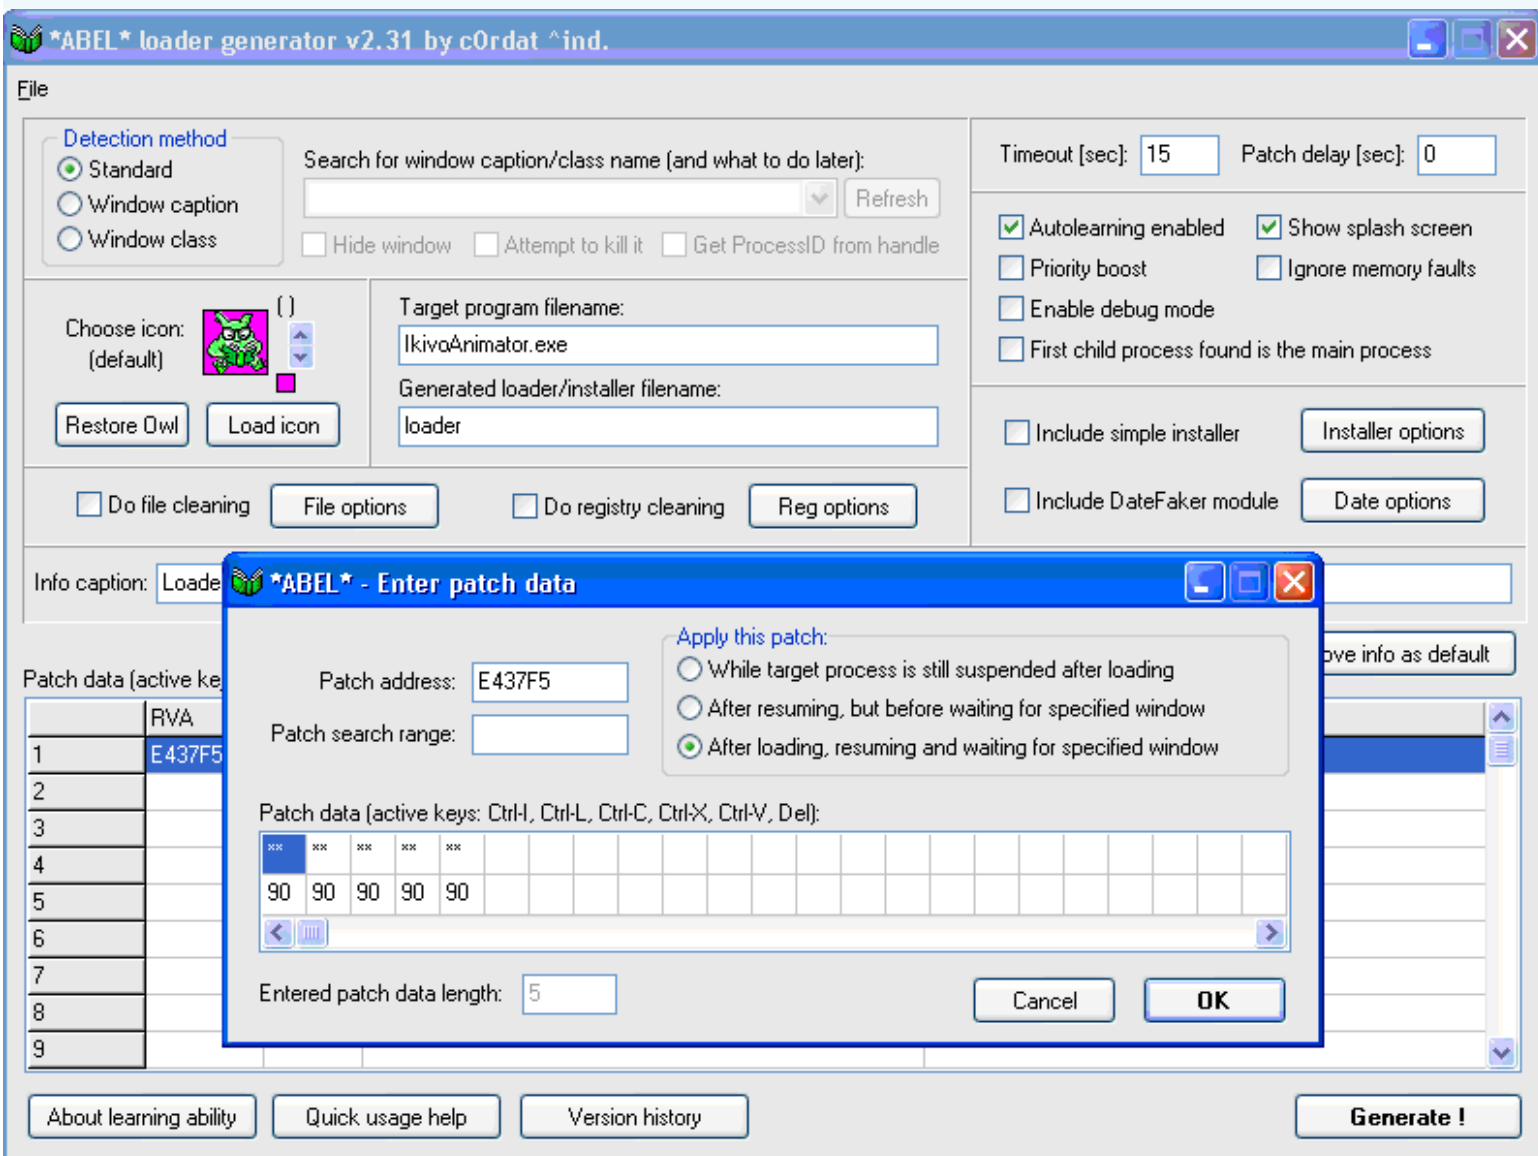 *ABEL* loader generator v2.31 by c0rdat ^ind.
File
Detection method
Standard
Window caption
Window class
Search for window caption/class name (and what to do later):
Refresh
Hide window Attempt to kill it Get ProcessID from handle
Timeout [sec]: 15 Patch delay [sec]: 0
Autolearning enabled Show splash screen
Priority boost Ignore memory faults
Enable debug mode
First child process found is the main process
Choose icon:
(default)
()
Restore Owl Load icon
Target program filename:
IkivoAnimator.exe
Generated loader/installer filename:
loader
Include simple installer Installer options
Do file cleaning File options Do registry cleaning Reg options
Include DateFaker module Date options
Info caption: Loade
*ABEL* - Enter patch data
Patch address: E437F5
Patch search range:
Apply this patch:
While target process is still suspended after loading
After resuming, but before waiting for specified window
After loading, resuming and waiting for specified window
Patch data (active keys: Ctrl-I, Ctrl-L, Ctrl-C, Ctrl-X, Ctrl-V, Del):
** ** ** ** **
90 90 90 90 90
Entered patch data length: 5
Cancel OK
ove info as default
Patch data (active ke
RVA
1 E437F5
2
3
4
5
6
7
8
9
About learning ability Quick usage help Version history Generate !